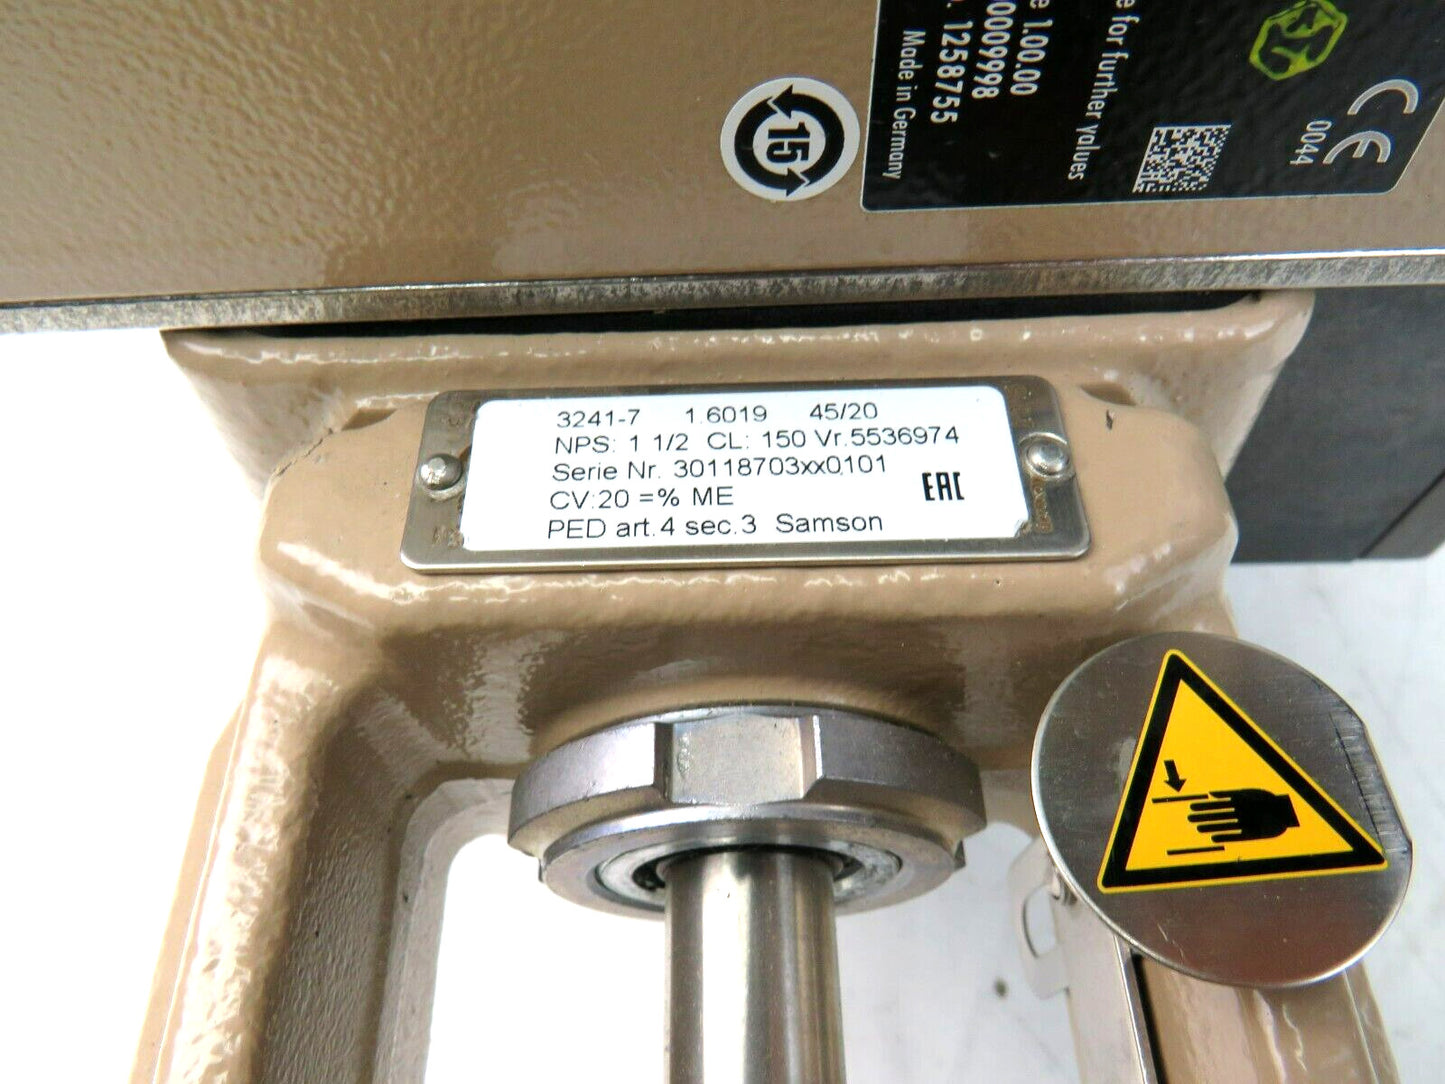 3241-7 1.6019 45/20
NPS: 1 1/2 CL: 150 Vr.5536974
Serie Nr. 30118703xx0101
CV:20 =% ME
PED art.4 sec.3 Samson
EAC
15
1.00.00
0009998
1258755
Made in Germany
for further values
CE
0044